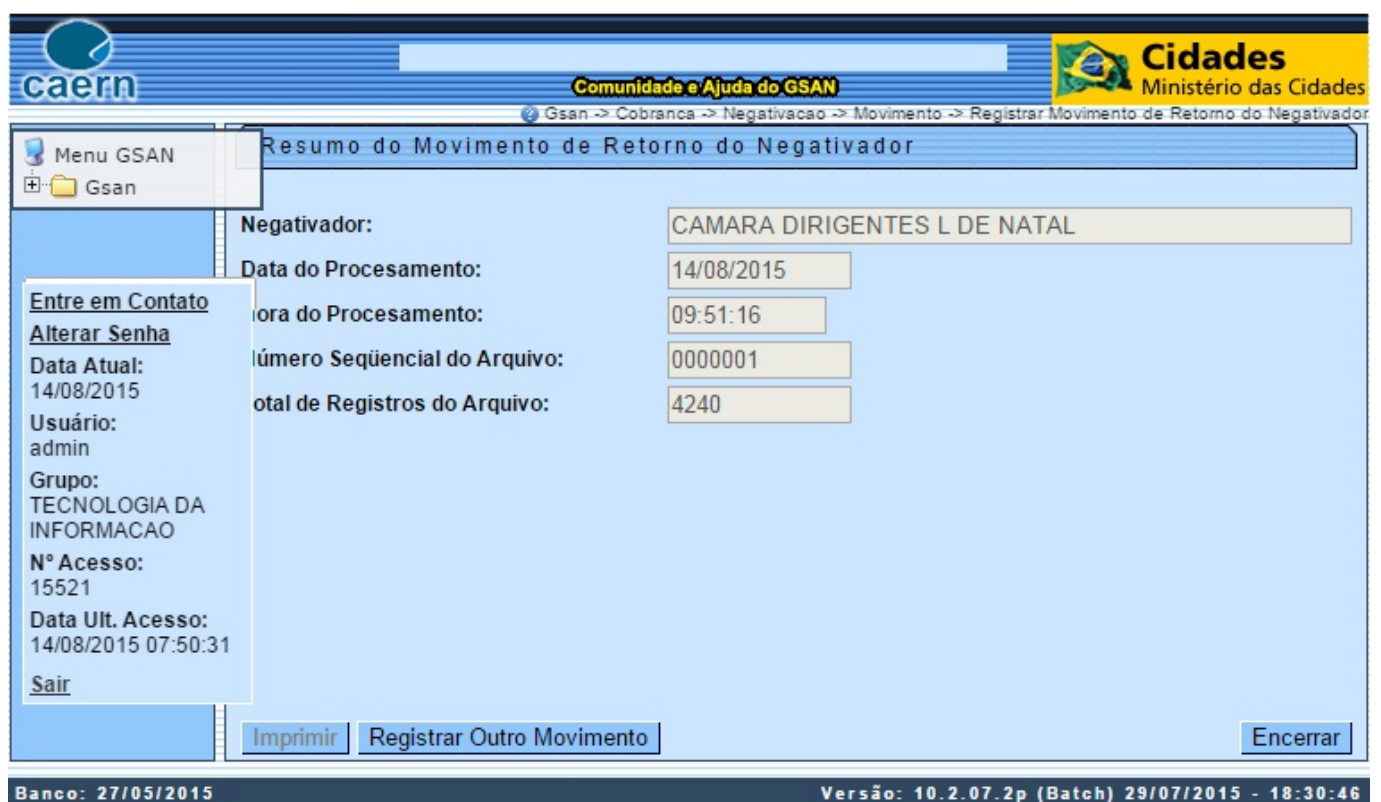 caern
Comunidade e Ajuda do GSAN
Cidades
Ministério das Cidades
Gsan -> Cobranca -> Negativacao -> Movimento -> Registrar Movimento de Retorno do Negativador
Menu GSAN
Gsan
Resumo do Movimento de Retorno do Negativador
Negativador: CAMARA DIRIGENTES L DE NATAL
Data do Procesamento: 14/08/2015
ora do Procesamento: 09:51:16
úmero Seqüencial do Arquivo: 0000001
otal de Registros do Arquivo: 4240
Entre em Contato
Alterar Senha
Data Atual:
14/08/2015
Usuário:
admin
Grupo:
TECNOLOGIA DA
INFORMACAO
Nº Acesso:
15521
Data Ult. Acesso:
14/08/2015 07:50:31
Sair
Imprimir Registrar Outro Movimento Encerrar
Banco: 27/05/2015 Versão: 10.2.07.2p (Batch) 29/07/2015 - 18:30:46